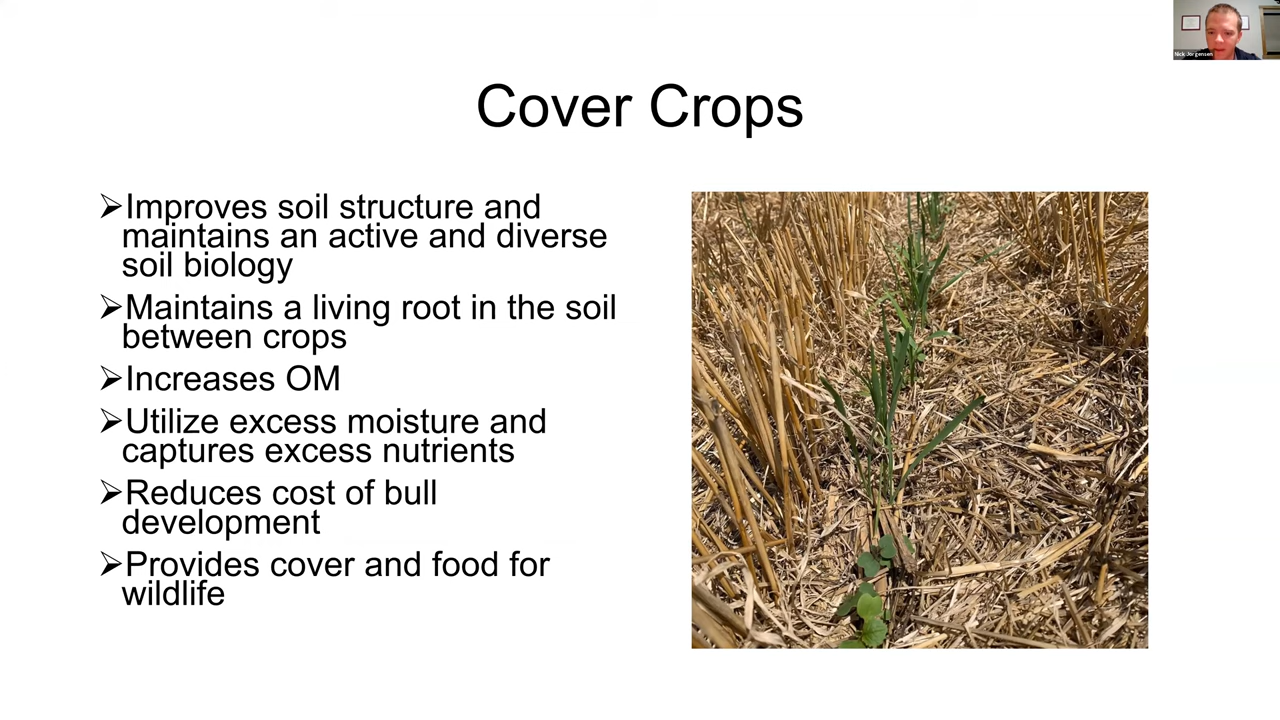 Nick Jorgensen
Cover Crops
➢Improves soil structure and
maintains an active and diverse
soil biology
➢Maintains a living root in the soil
between crops
➢Increases OM
➢Utilize excess moisture and
captures excess nutrients
➢Reduces cost of bull
development
➢Provides cover and food for
wildlife